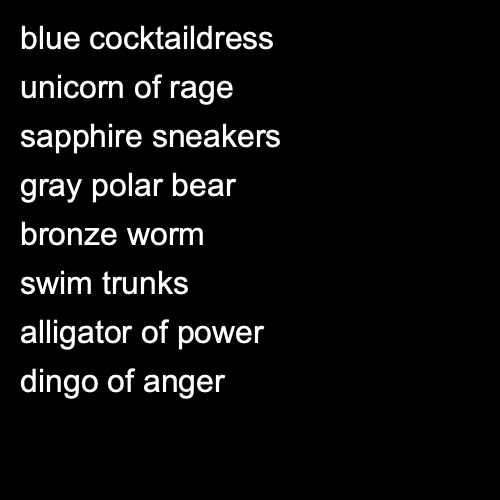 blue cocktaildress
unicorn of rage
sapphire sneakers
gray polar bear
bronze worm
swim trunks
alligator of power
dingo of anger